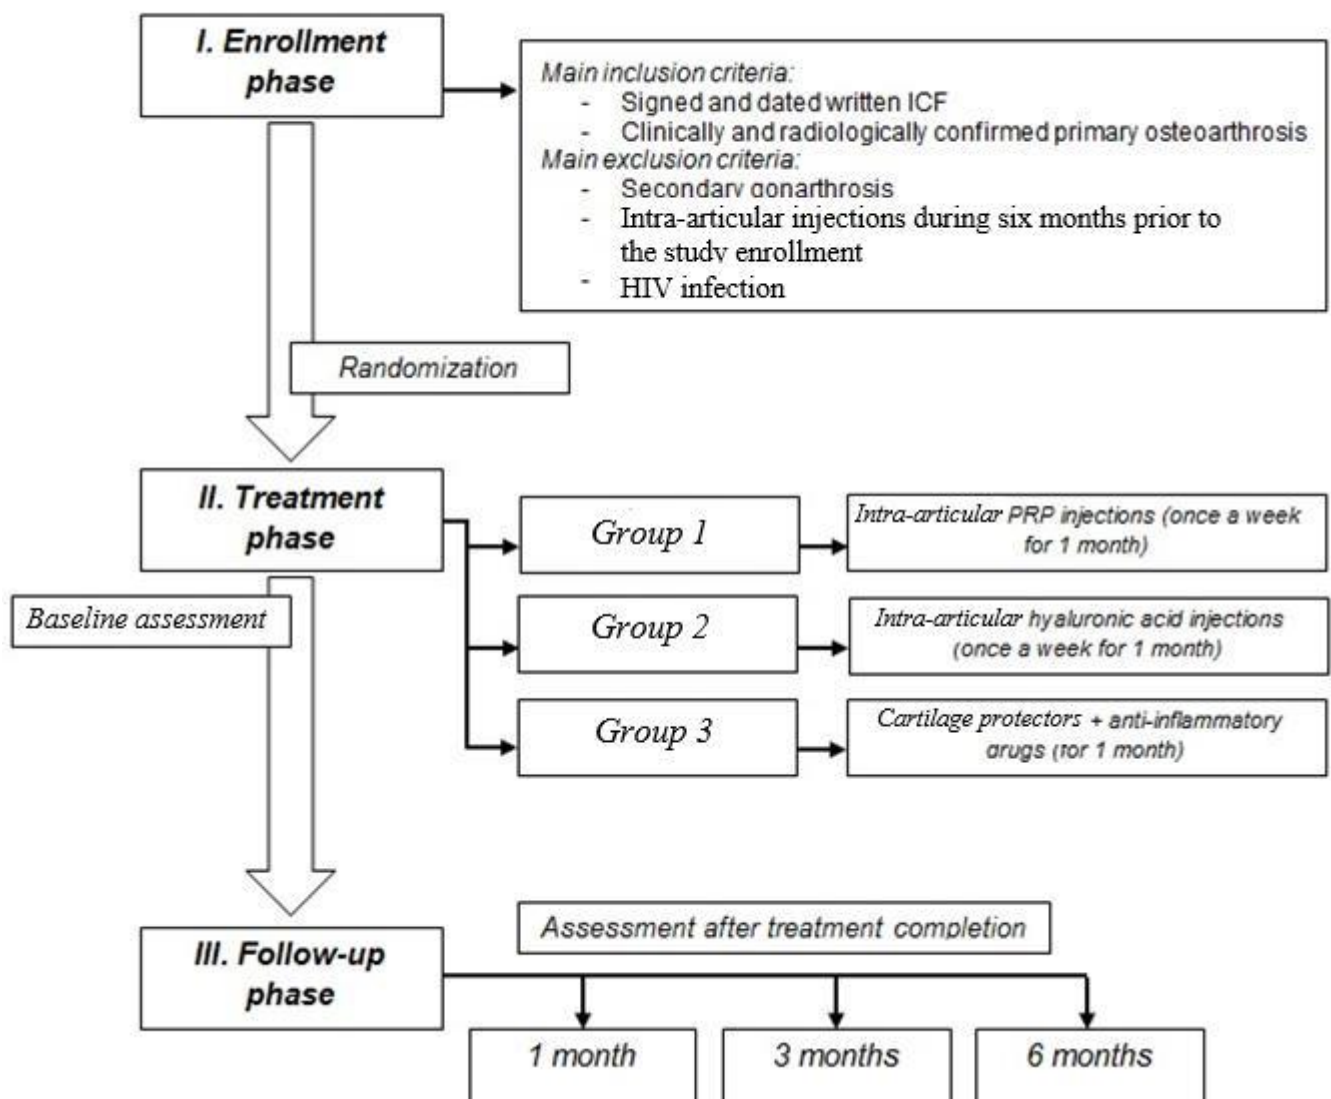 I. Enrollment
phase
Main inclusion criteria:
- Signed and dated written ICF
- Clinically and radiologically confirmed primary osteoarthrosis
Main exclusion criteria:
- Secondary gonarthrosis
- Intra-articular injections during six months prior to
the study enrollment
- HIV infection
Randomization
II. Treatment
phase
Group 1
Intra-articular PRP injections (once a week
for 1 month)
Baseline assessment
Group 2
Intra-articular hyaluronic acid injections
(once a week for 1 month)
Group 3
Cartilage protectors + anti-inflammatory
drugs (for 1 month)
Assessment after treatment completion
III. Follow-up
phase
1 month
3 months
6 months